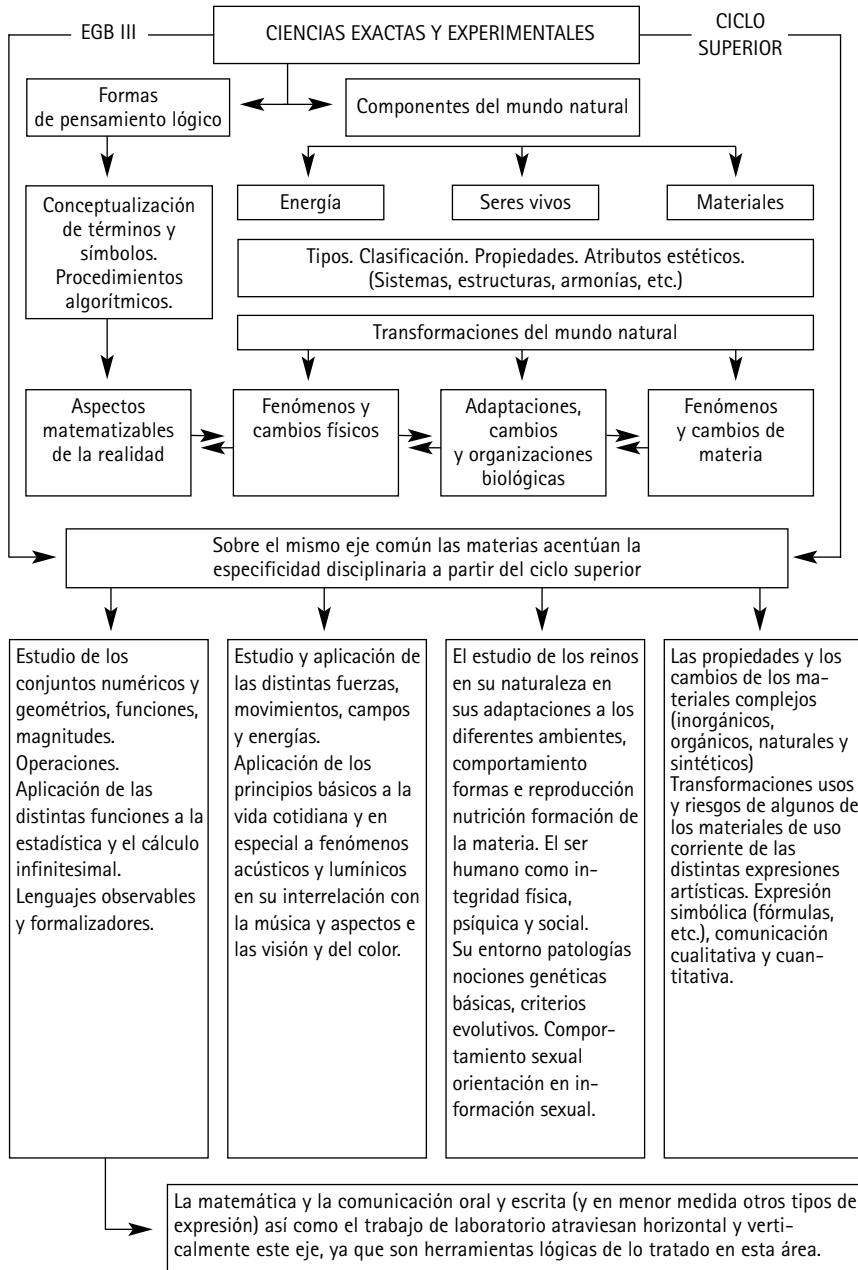 EGB III
CIENCIAS EXACTAS Y EXPERIMENTALES
CICLO
SUPERIOR
Formas
de pensamiento lógico
Componentes del mundo natural
Conceptualización
de términos y
símbolos.
Procedimientos
algorítmicos.
Energía
Seres vivos
Materiales
Tipos. Clasificación. Propiedades. Atributos estéticos.
(Sistemas, estructuras, armonías, etc.)
Transformaciones del mundo natural
Aspectos
matematizables
de la realidad
Fenómenos y
cambios físicos
Adaptaciones,
cambios
y organizaciones
biológicas
Fenómenos
y cambios de
materia
Sobre el mismo eje común las materias acentúan la
especificidad disciplinaria a partir del ciclo superior
Estudio de los
conjuntos numéricos y
geométrios, funciones,
magnitudes.
Operaciones.
Aplicación de las
distintas funciones a la
estadística y el cálculo
infinitesimal.
Lenguajes observables
y formalizadores.
Estudio y aplicación de
las distintas fuerzas,
movimientos, campos
y energías.
Aplicación de los
principios básicos a la
vida cotidiana y en
especial a fenómenos
acústicos y lumínicos
en su interrelación con
la música y aspectos e
las visión y del color.
El estudio de los reinos
en su naturaleza en
sus adaptaciones a los
diferentes ambientes,
comportamiento
formas e reproducción
nutrición formación de
la materia. El ser
humano como in-
tegridad física,
psíquica y social.
Su entorno patologías
nociones genéticas
básicas, criterios
evolutivos. Compor-
tamiento sexual
orientación en in-
formación sexual.
Las propiedades y los
cambios de los ma-
teriales complejos
(inorgánicos,
orgánicos, naturales y
sintéticos)
Transformaciones usos
y riesgos de algunos de
los materiales de uso
corriente de las
distintas expresiones
artísticas. Expresión
simbólica (fórmulas,
etc.), comunicación
cualitativa y cuan-
titativa.
La matemática y la comunicación oral y escrita (y en menor medida otros tipos de
expresión) así como el trabajo de laboratorio atraviesan horizontal y verti-
calmente este eje, ya que son herramientas lógicas de lo tratado en esta área.